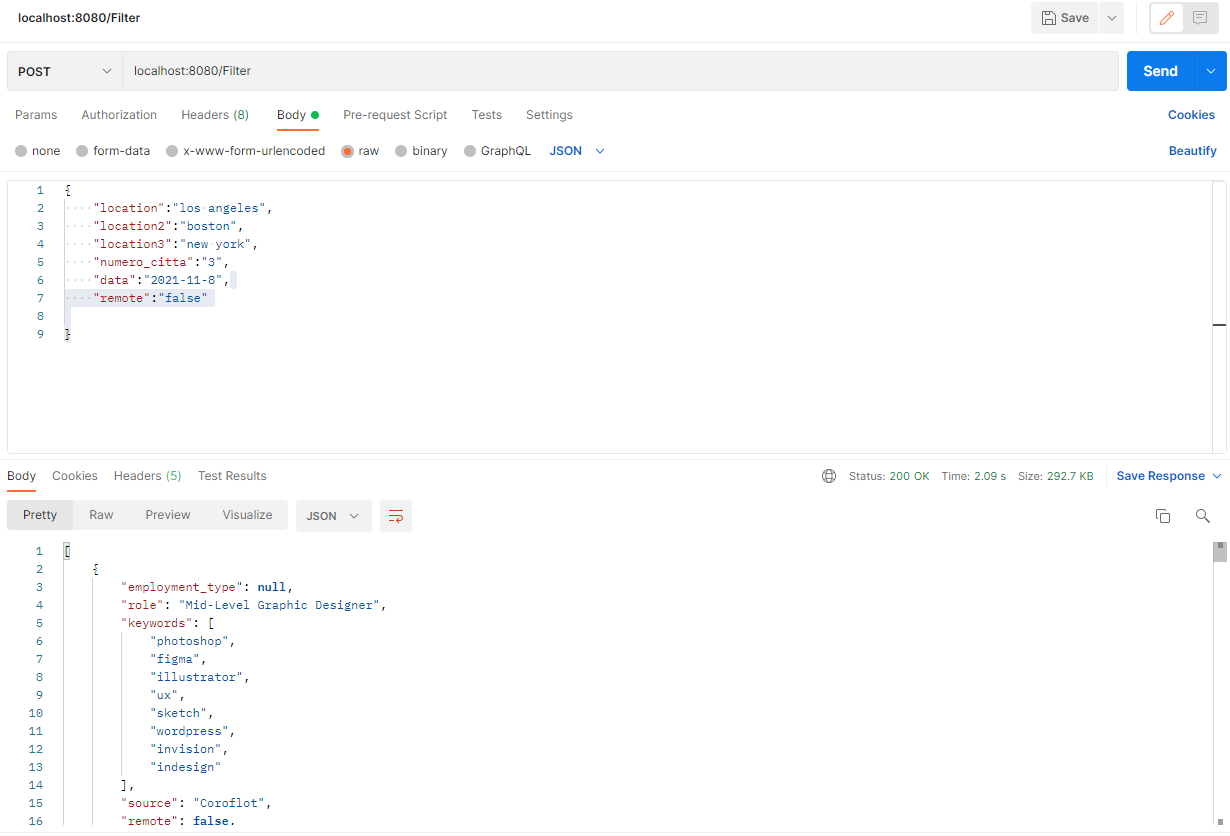 localhost:8080/Filter
Save
POST
localhost:8080/Filter
Send
Params Authorization Headers (8) Body Pre-request Script Tests Settings Cookies
none form-data x-www-form-urlencoded raw binary GraphQL JSON Beautify
1 {
2 "location":"los angeles",
3 "location2":"boston",
4 "location3":"new york",
5 "numero_citta":"3",
6 "data":"2021-11-8",
7 "remote":"false"
8
9 }
Body Cookies Headers (5) Test Results Status: 200 OK Time: 2.09 s Size: 292.7 KB Save Response
Pretty Raw Preview Visualize JSON
1 [
2 {
3 "employment_type": null,
4 "role": "Mid-Level Graphic Designer",
5 "keywords": [
6 "photoshop",
7 "figma",
8 "illustrator",
9 "ux",
10 "sketch",
11 "wordpress",
12 "invision",
13 "indesign"
14 ],
15 "source": "Coroflot",
16 "remote": false,